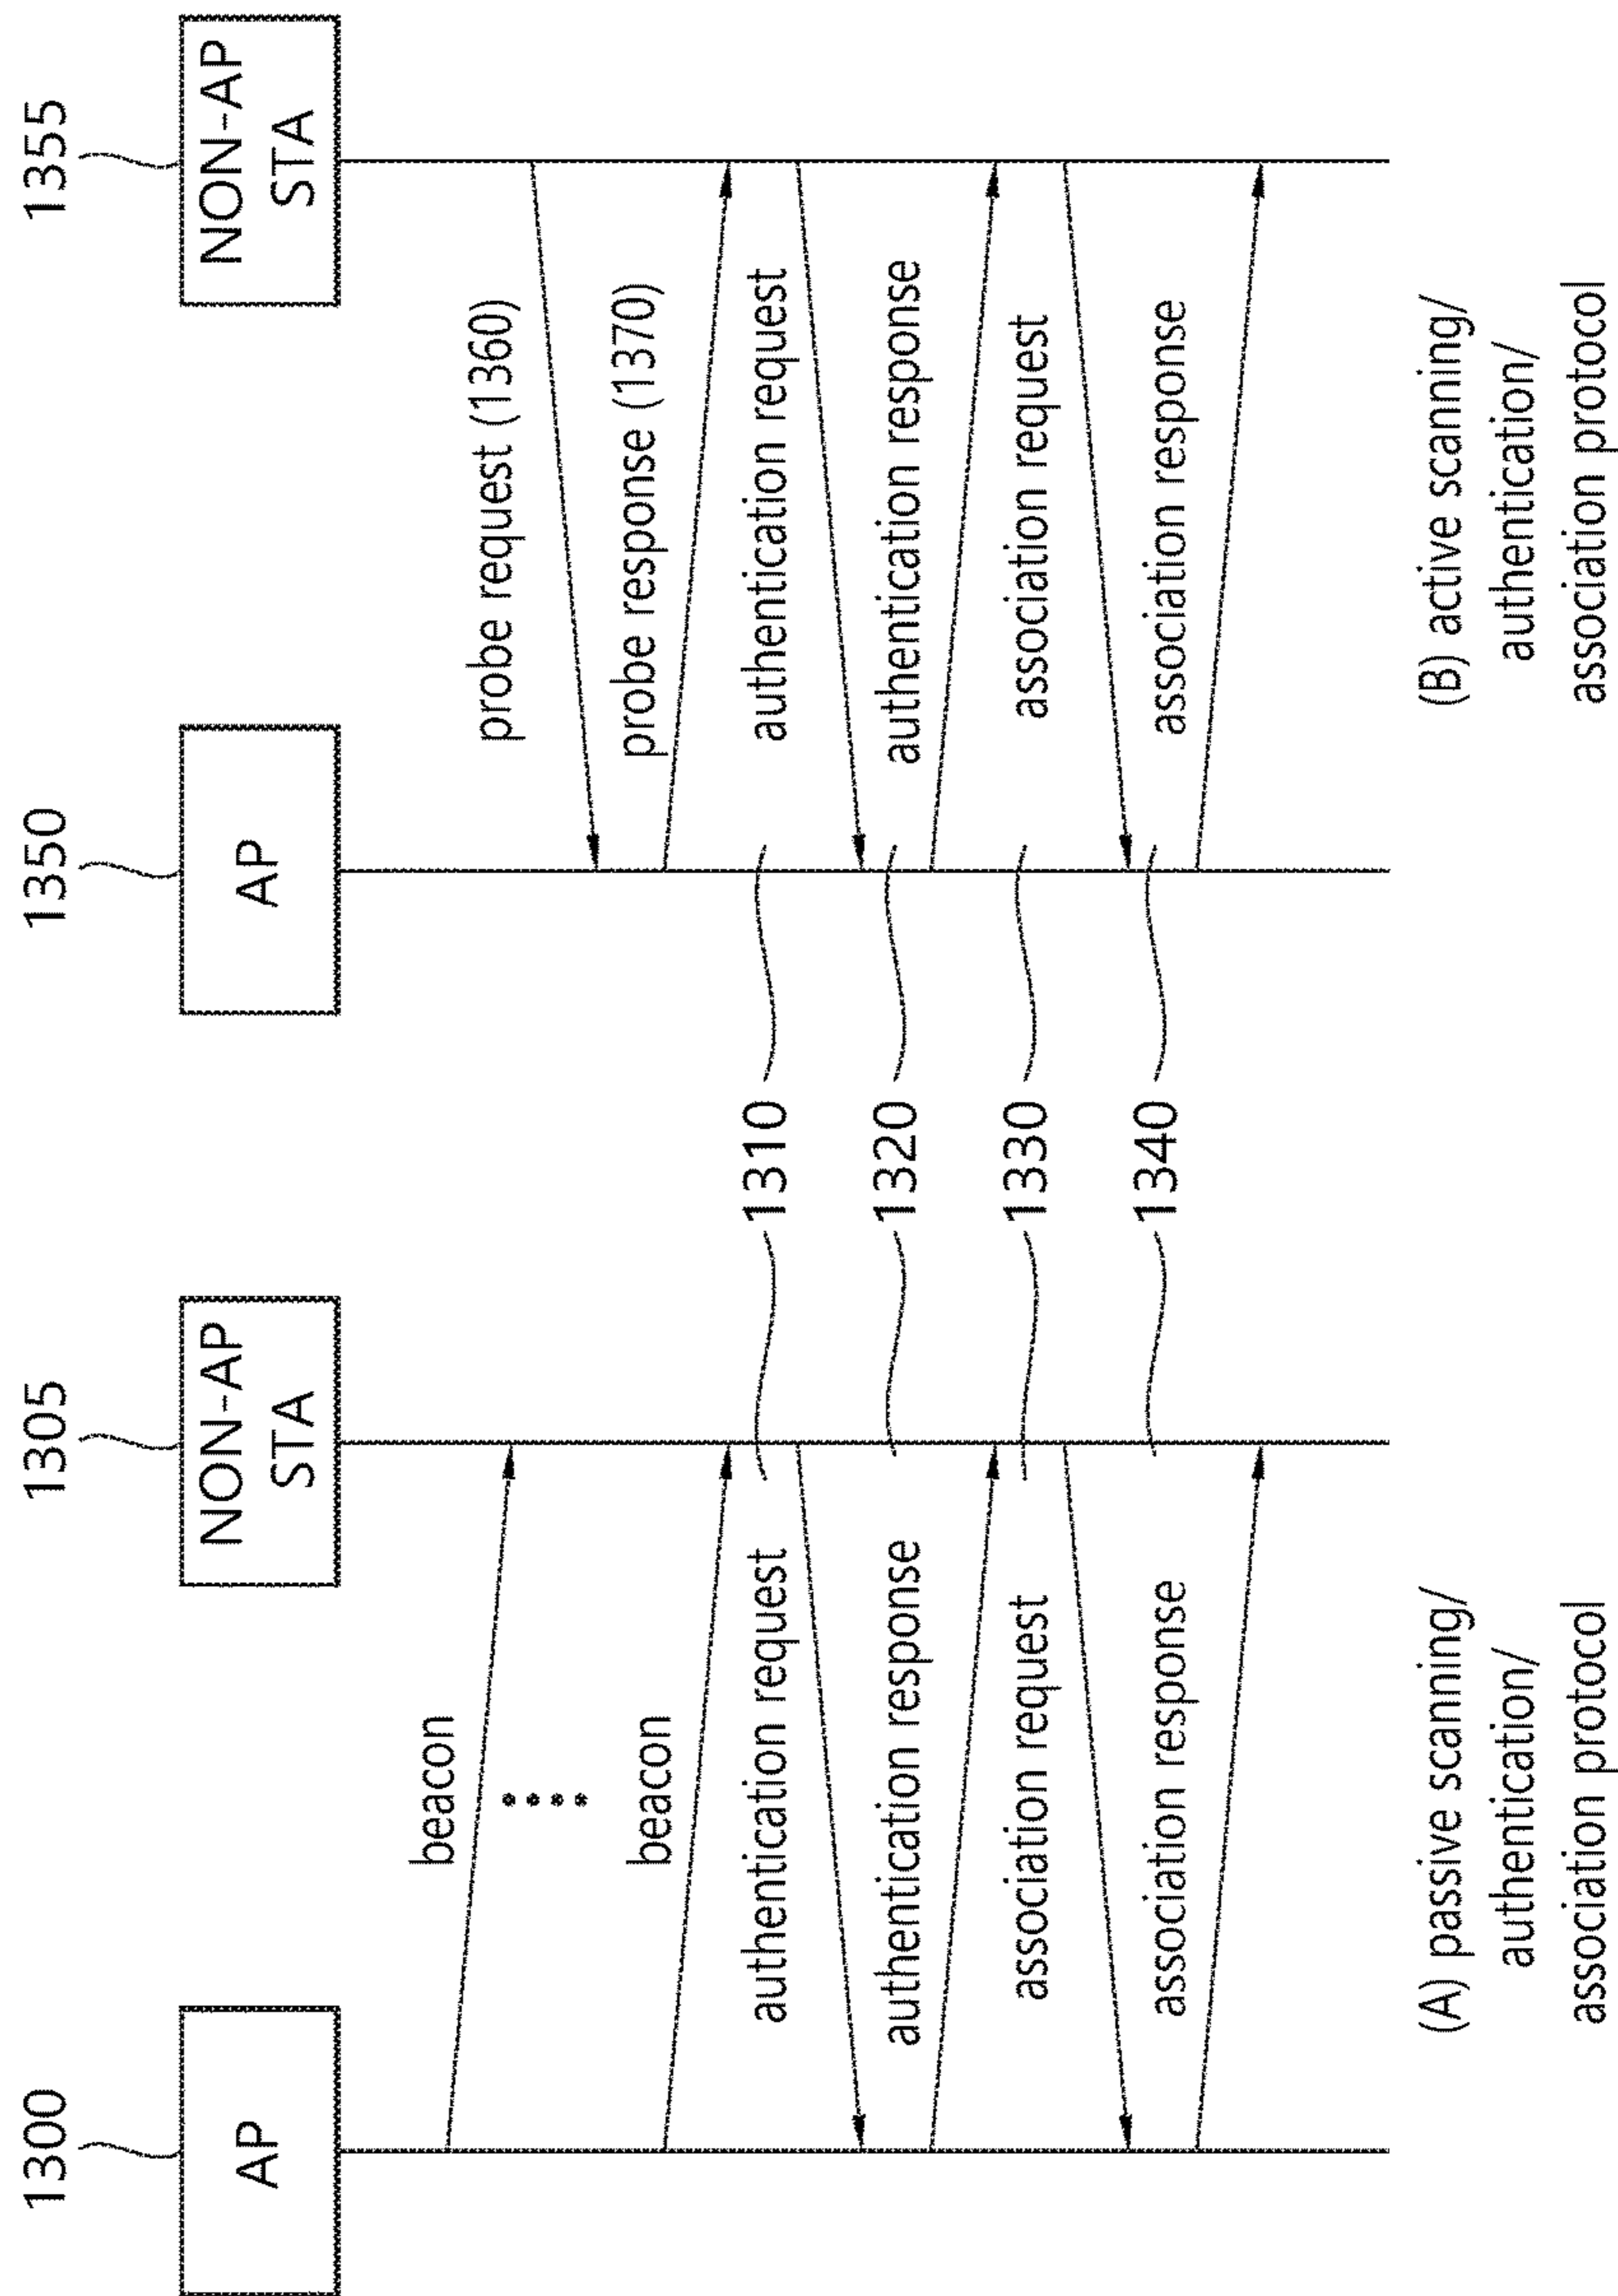 1300
1305
1350
1355
AP
NON-AP
STA
AP
NON-AP
STA
beacon
beacon
authentication request
authentication response
association request
association response
1310
1320
1330
1340
probe request (1360)
probe response (1370)
authentication request
authentication response
association request
association response
(A) passive scanning/
authentication/
association protocol
(B) active scanning/
authentication/
association protocol